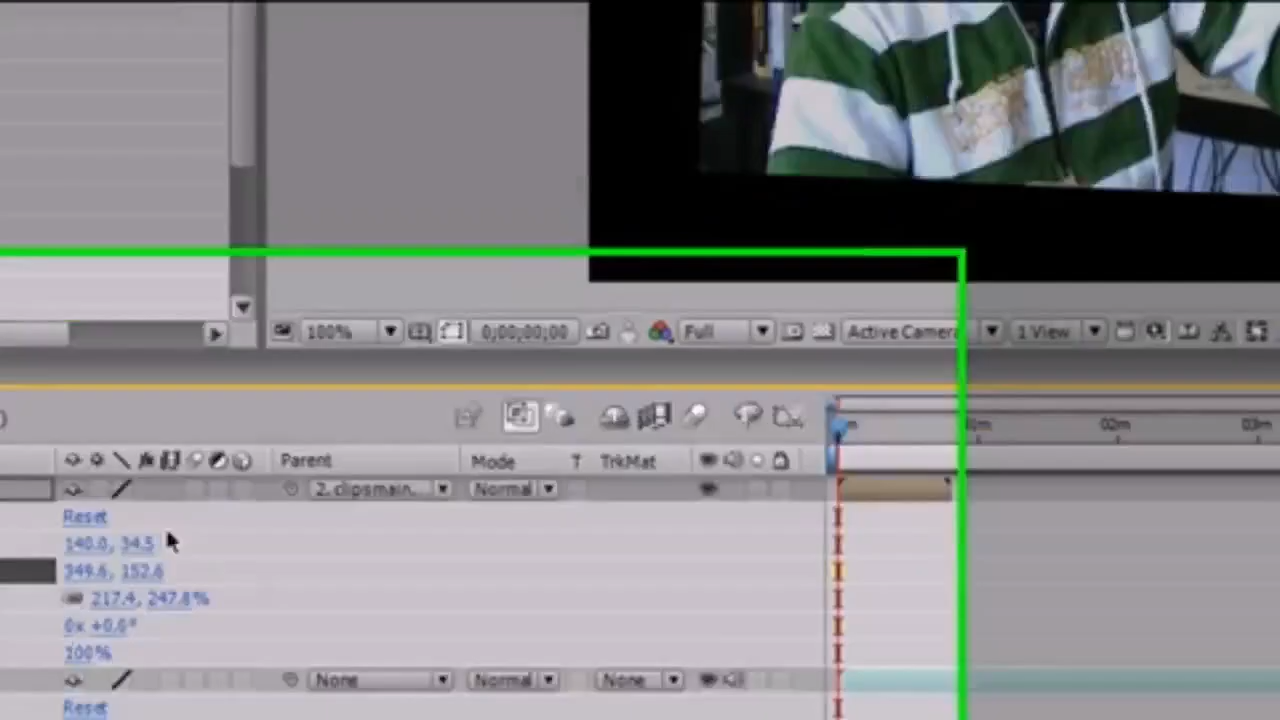 100% 0;00;00;00 Full Active Camera 1 View
02m 03m
Parent Mode T TrkMat
2. clipsmain... Normal
Reset
140.0, 34.5
349.6, 152.6
217.4, 247.8%
0x +0.0°
100%
None Normal None
Reset